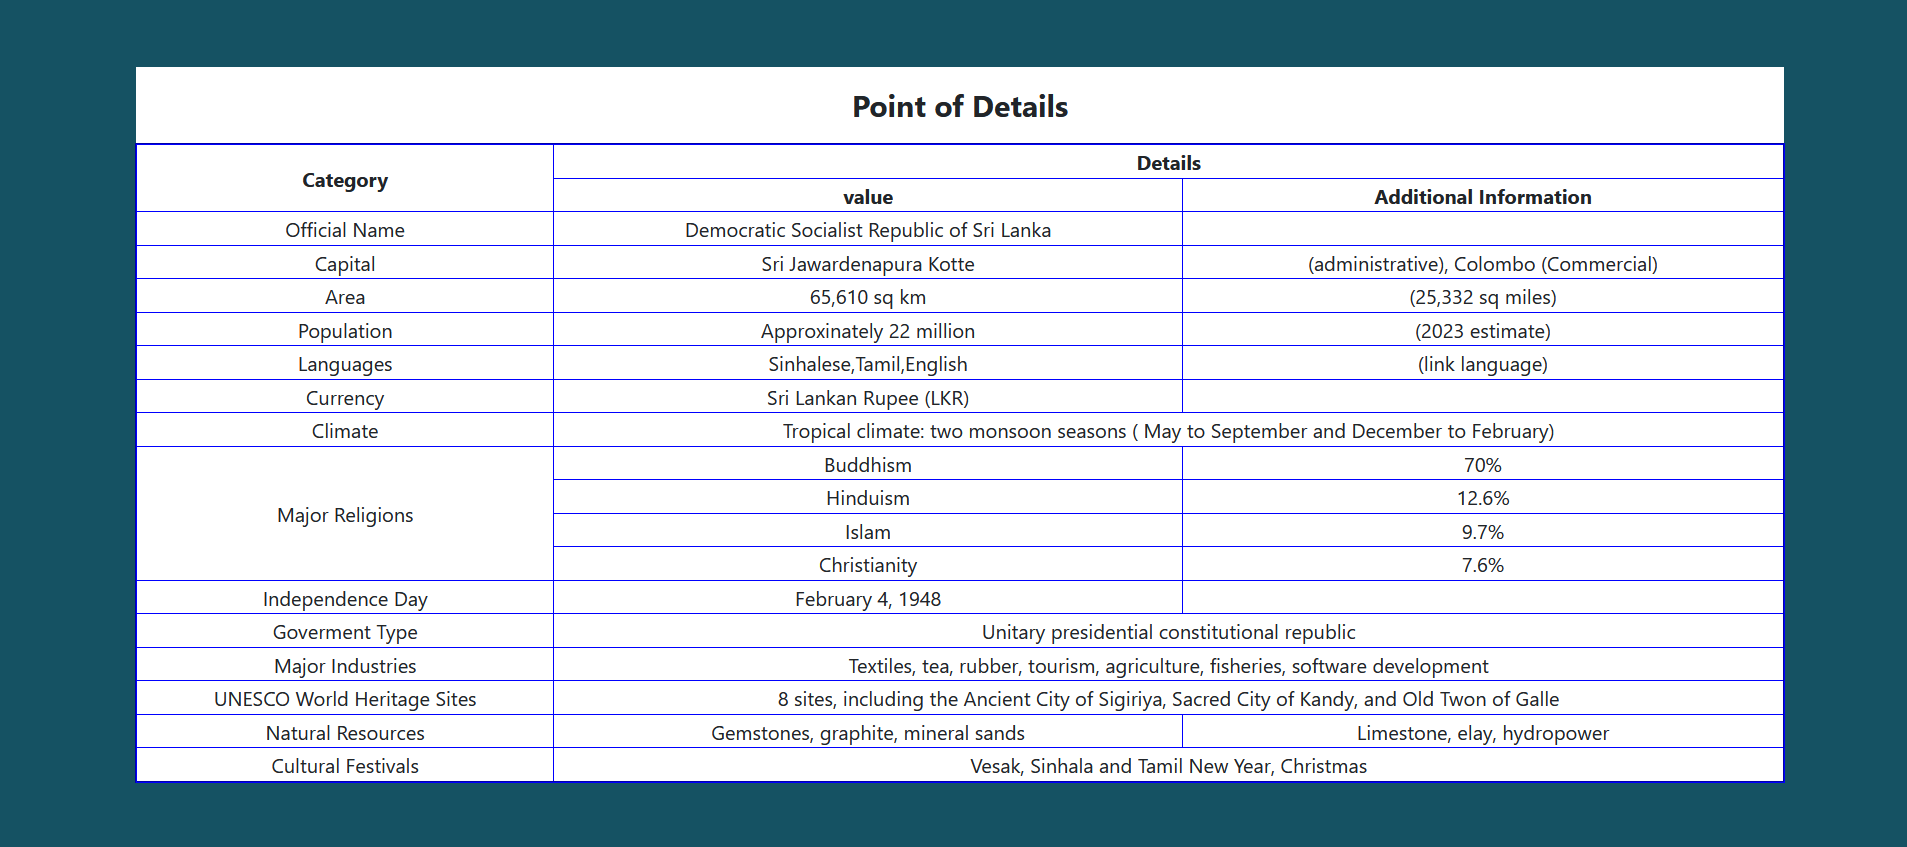 Point of Details
Category
Details
value
Additional Information
Official Name
Democratic Socialist Republic of Sri Lanka
Capital
Sri Jawardenapura Kotte
(administrative), Colombo (Commercial)
Area
65,610 sq km
(25,332 sq miles)
Population
Approxinately 22 million
(2023 estimate)
Languages
Sinhalese,Tamil,English
(link language)
Currency
Sri Lankan Rupee (LKR)
Climate
Tropical climate: two monsoon seasons ( May to September and December to February)
Major Religions
Buddhism
70%
Hinduism
12.6%
Islam
9.7%
Christianity
7.6%
Independence Day
February 4, 1948
Goverment Type
Unitary presidential constitutional republic
Major Industries
Textiles, tea, rubber, tourism, agriculture, fisheries, software development
UNESCO World Heritage Sites
8 sites, including the Ancient City of Sigiriya, Sacred City of Kandy, and Old Twon of Galle
Natural Resources
Gemstones, graphite, mineral sands
Limestone, elay, hydropower
Cultural Festivals
Vesak, Sinhala and Tamil New Year, Christmas